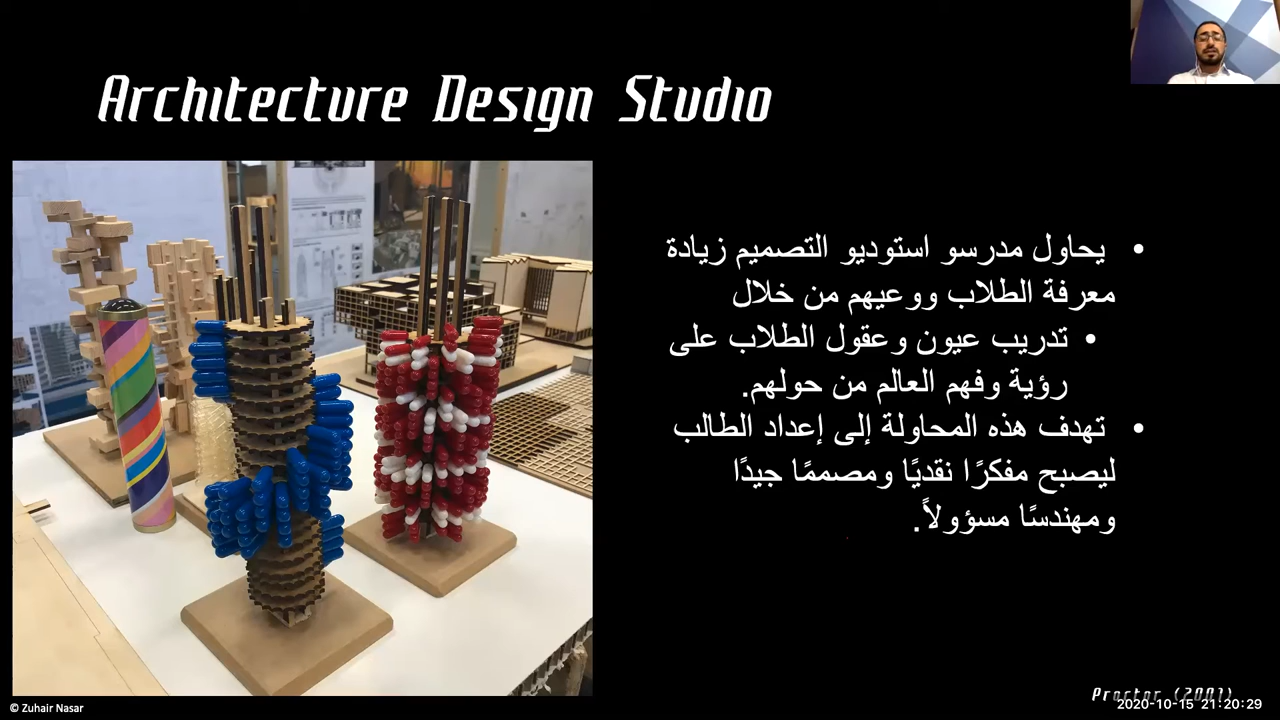 Architecture Design Studio
• يحاول مدرسو استوديو التصميم زيادة
معرفة الطلاب ووعيهم من خلال
• تدريب عيون وعقول الطلاب على
رؤية وفهم العالم من حولهم.
• تهدف هذه المحاولة إلى إعداد الطالب
ليصبح مفكرًا نقديًا ومصممًا جيدًا
ومهندسًا مسؤولاً.
Proctor (2001)
© Zuhair Nasar
2020-10-15 21:20:29